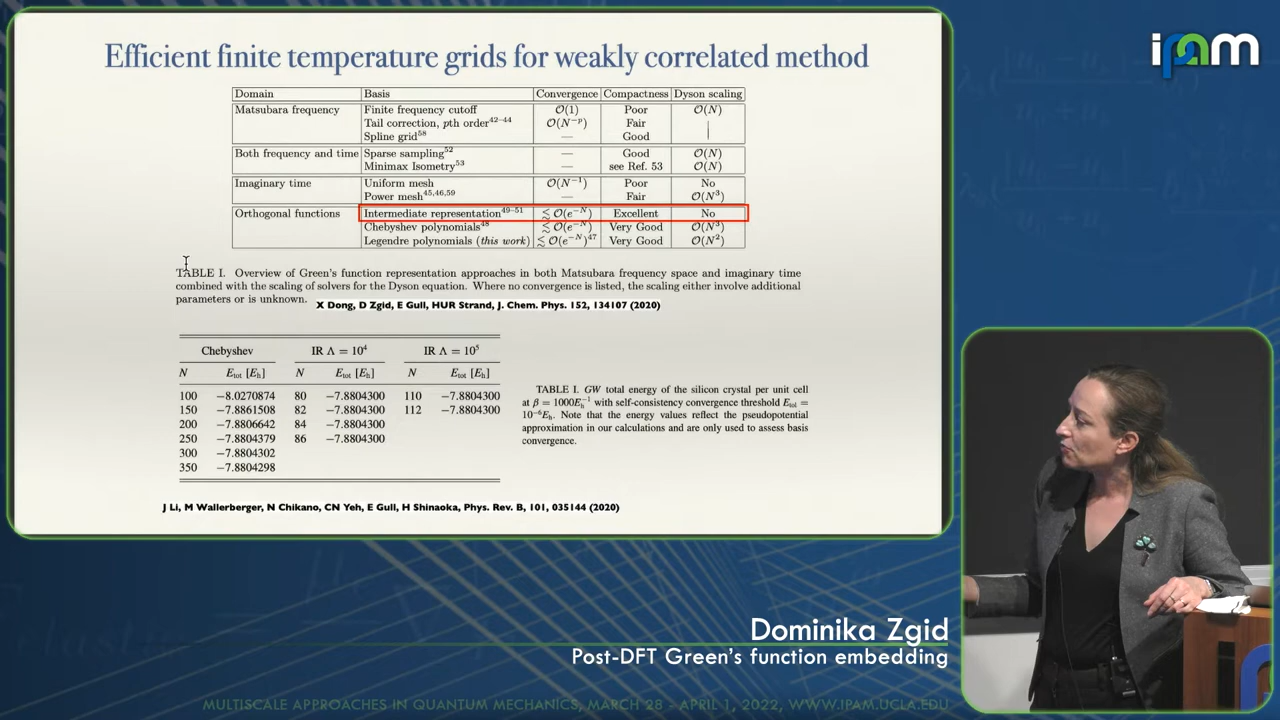 ipam
Efficient finite temperature grids for weakly correlated method
Domain Basis Convergence Compactness Dyson scaling
Matsubara frequency Finite frequency cutoff O(1) Poor O(N)
Tail correction, pth order42–44 O(N−p) Fair |
Spline grid58 — Good
Both frequency and time Sparse sampling52 — Good O(N)
Minimax Isometry53 — see Ref. 53 O(N)
Imaginary time Uniform mesh O(N−1) Poor No
Power mesh45,46,59 — Fair O(N3)
Orthogonal functions Intermediate representation49–51 ≲ O(e−N) Excellent No
Chebyshev polynomials48 ≲ O(e−N) Very Good O(N3)
Legendre polynomials (this work) ≲ O(e−N)47 Very Good O(N2)
TABLE I. Overview of Green's function representation approaches in both Matsubara frequency space and imaginary time
combined with the scaling of solvers for the Dyson equation. Where no convergence is listed, the scaling either involve additional
parameters or is unknown.
X Dong, D Zgid, E Gull, HUR Strand, J. Chem. Phys. 152, 134107 (2020)
Chebyshev IR Λ = 10⁴ IR Λ = 10⁵
N Etot [Eh] N Etot [Eh] N Etot [Eh]
100 −8.0270874 80 −7.8804300 110 −7.8804300
150 −7.8861508 82 −7.8804300 112 −7.8804300
200 −7.8806642 84 −7.8804300
250 −7.8804379 86 −7.8804300
300 −7.8804302
350 −7.8804298
TABLE I. GW total energy of the silicon crystal per unit cell
at β = 1000Eh−1 with self-consistency convergence threshold Etol =
10−6Eh. Note that the energy values reflect the pseudopotential
approximation in our calculations and are only used to assess basis
convergence.
J Li, M Wallerberger, N Chikano, CN Yeh, E Gull, H Shinaoka, Phys. Rev. B, 101, 035144 (2020)
Dominika Zgid
Post-DFT Green's function embedding
MULTISCALE APPROACHES IN QUANTUM MECHANICS, MARCH 28 - APRIL 1, 2022, WWW.IPAM.UCLA.EDU